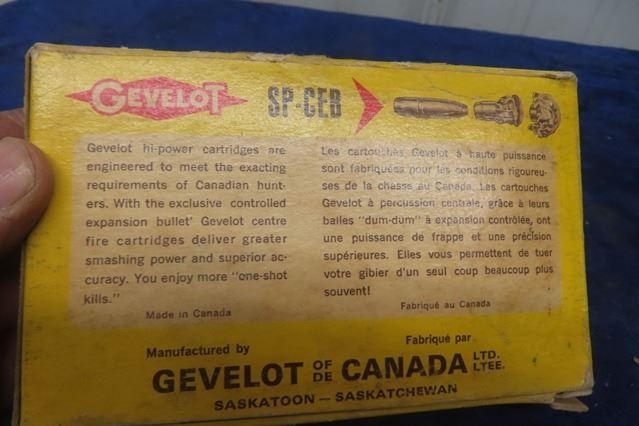 GEVELOT SP-CEB
Gevelot hi-power cartridges are
engineered to meet the exacting
requirements of Canadian hunt-
ers. With the exclusive controlled
expansion bullet' Gevelot centre
fire cartridges deliver greater
smashing power and superior ac-
curacy. You enjoy more "one-shot
kills."
Made in Canada
Les cartouches Gevelot à haute puissance
sont fabriquées pour les conditions rigoureu-
ses de la chasse au Canada. Les cartouches
Gevelot à percussion centrale, grâce à leurs
balles "dum-dum" à expansion contrôlée, ont
une puissance de frappe et une précision
supérieures. Elles vous permettent de tuer
votre gibier d'un seul coup beaucoup plus
souvent!
Fabriqué au Canada
Manufactured by Fabriqué par
GEVELOT OF DE CANADA LTD. LTEE.
SASKATOON — SASKATCHEWAN